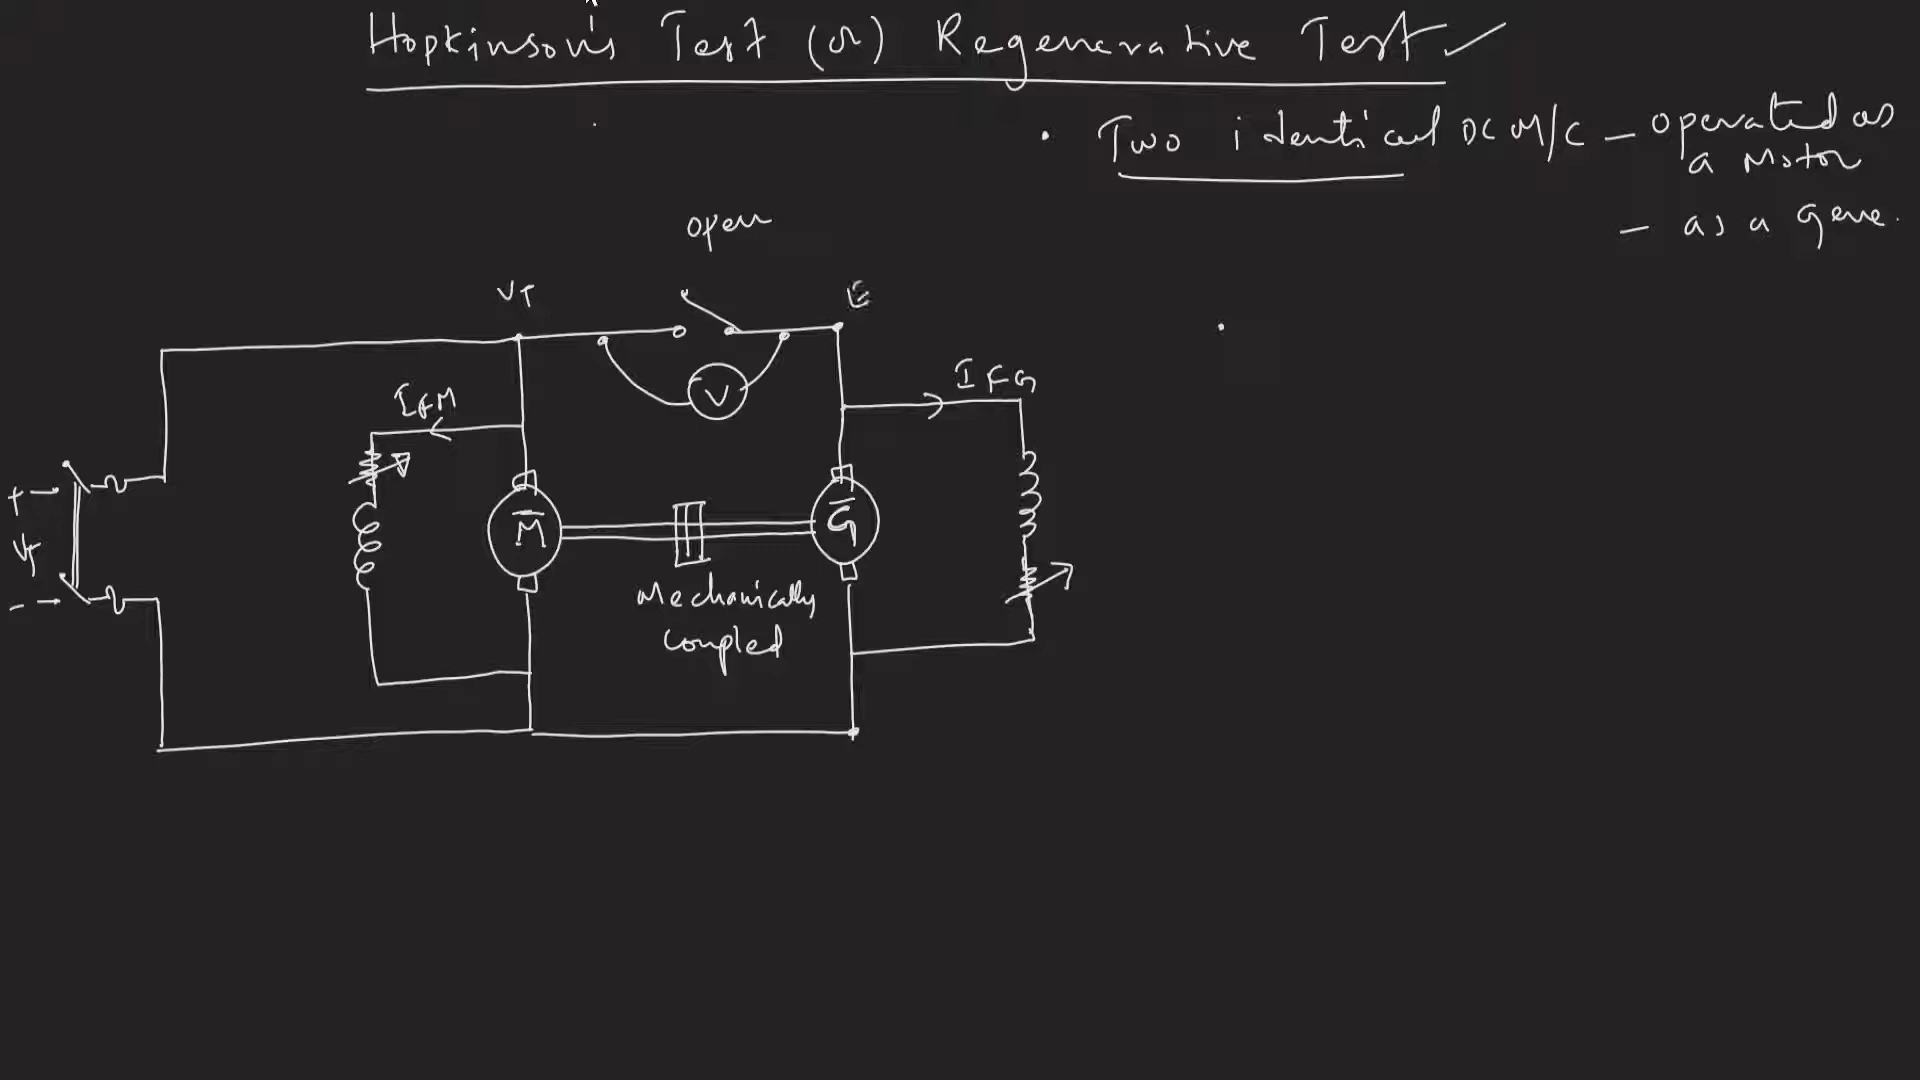 Hopkinson's Test (or) Regenerative Test ✓
• Two identical DC M/C – operated as
a Motor
– as a Gene.
open
VT
E
IFM
IFG
V
+
VT
-
M
G
Mechanically
coupled